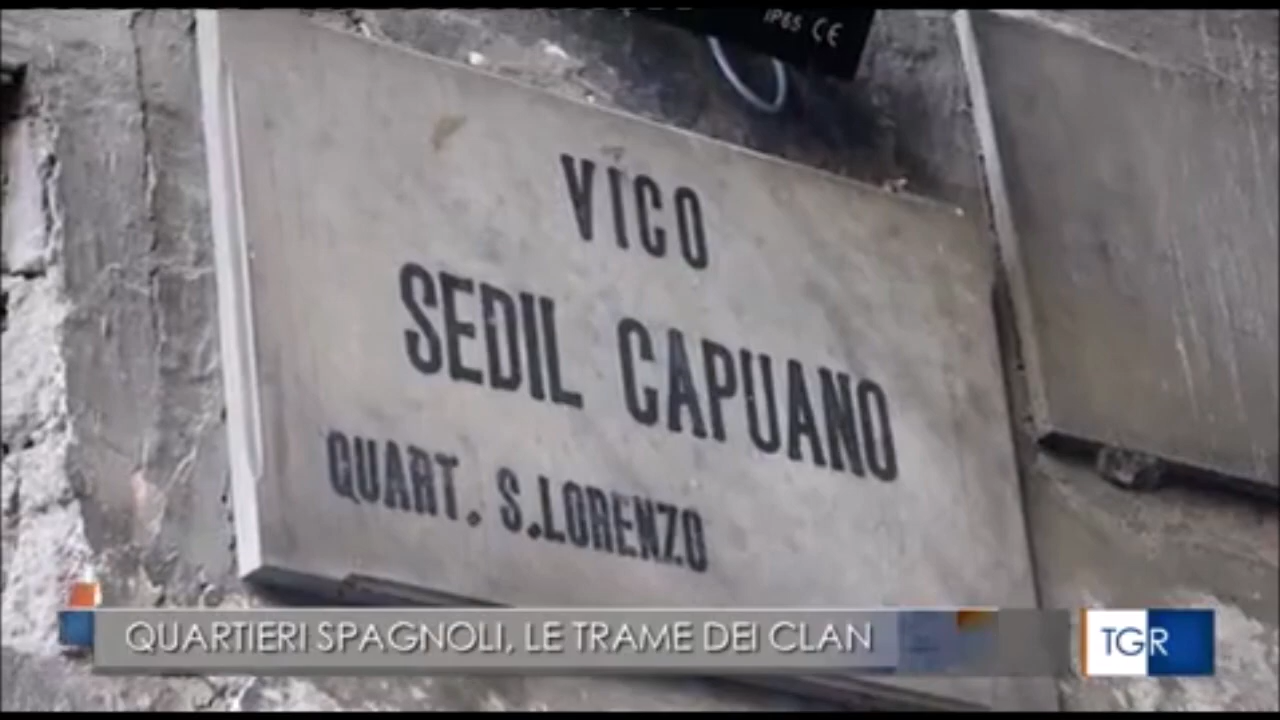 IP65 CE
VICO
SEDIL CAPUANO
QUART. S.LORENZO
QUARTIERI SPAGNOLI, LE TRAME DEI CLAN
TGR